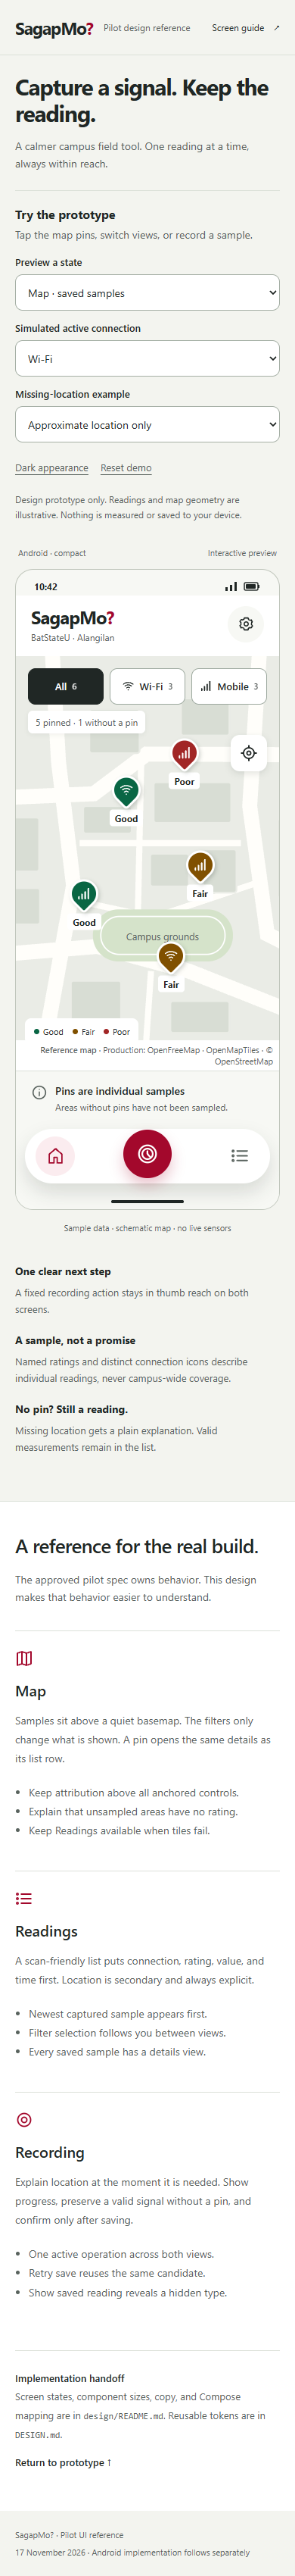 SagapMo? Pilot design reference Screen guide ↗
Capture a signal. Keep the
reading.
A calmer campus field tool. One reading at a time,
always within reach.
Try the prototype
Tap the map pins, switch views, or record a sample.
Preview a state
Map · saved samples
Simulated active connection
Wi-Fi
Missing-location example
Approximate location only
Dark appearance Reset demo
Design prototype only. Readings and map geometry are
illustrative. Nothing is measured or saved to your device.
Android · compact Interactive preview
10:42
SagapMo?
BatStateU · Alangilan
All 6 Wi-Fi 3 Mobile 3
5 pinned · 1 without a pin
Poor
Good
Fair
Good
Campus grounds
Fair
Good Fair Poor
Reference map · Production: OpenFreeMap · OpenMapTiles · ©
OpenStreetMap
Pins are individual samples
Areas without pins have not been sampled.
Sample data · schematic map · no live sensors
One clear next step
A fixed recording action stays in thumb reach on both
screens.
A sample, not a promise
Named ratings and distinct connection icons describe
individual readings, never campus-wide coverage.
No pin? Still a reading.
Missing location gets a plain explanation. Valid
measurements remain in the list.
A reference for the real build.
The approved pilot spec owns behavior. This design
makes that behavior easier to understand.
Map
Samples sit above a quiet basemap. The filters only
change what is shown. A pin opens the same details as
its list row.
• Keep attribution above all anchored controls.
• Explain that unsampled areas have no rating.
• Keep Readings available when tiles fail.
Readings
A scan-friendly list puts connection, rating, value, and
time first. Location is secondary and always explicit.
• Newest captured sample appears first.
• Filter selection follows you between views.
• Every saved sample has a details view.
Recording
Explain location at the moment it is needed. Show
progress, preserve a valid signal without a pin, and
confirm only after saving.
• One active operation across both views.
• Retry save reuses the same candidate.
• Show saved reading reveals a hidden type.
Implementation handoff
Screen states, component sizes, copy, and Compose
mapping are in design/README.md. Reusable tokens are in
DESIGN.md.
Return to prototype ↑
SagapMo? · Pilot UI reference
17 November 2026 · Android implementation follows separately